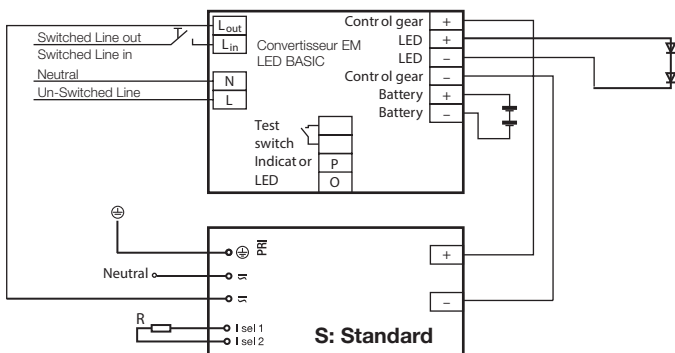 Lout
Control gear +
LED +
Switched Line out
Lin
Convertisseur EM
LED BASIC
LED –
Switched Line in
Control gear –
Neutral
N
Battery +
Un-Switched Line
L
Battery –
Test
switch
Indicator
P
LED
O
PRI
+
Neutral
–
R
I sel 1
I sel 2
S: Standard